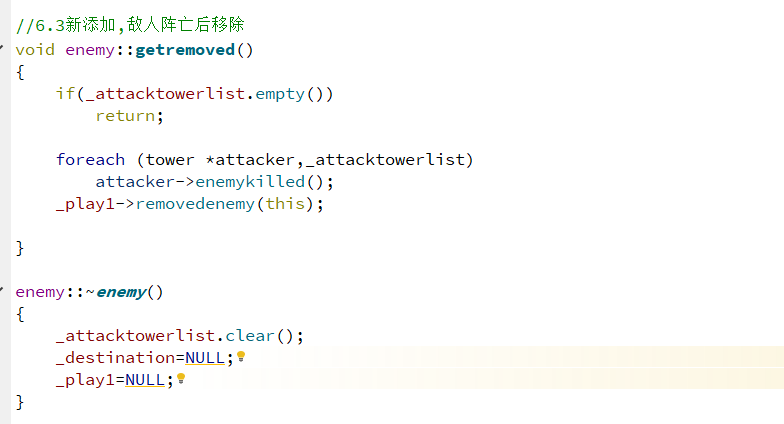 //6.3新添加,敌人阵亡后移除
void enemy::getremoved()
{
    if(_attacktowerlist.empty())
        return;
    foreach (tower *attacker,_attacktowerlist)
        attacker->enemykilled();
    _play1->removedenemy(this);
}
enemy::~enemy()
{
    _attacktowerlist.clear();
    _destination=NULL;
    _play1=NULL;
}